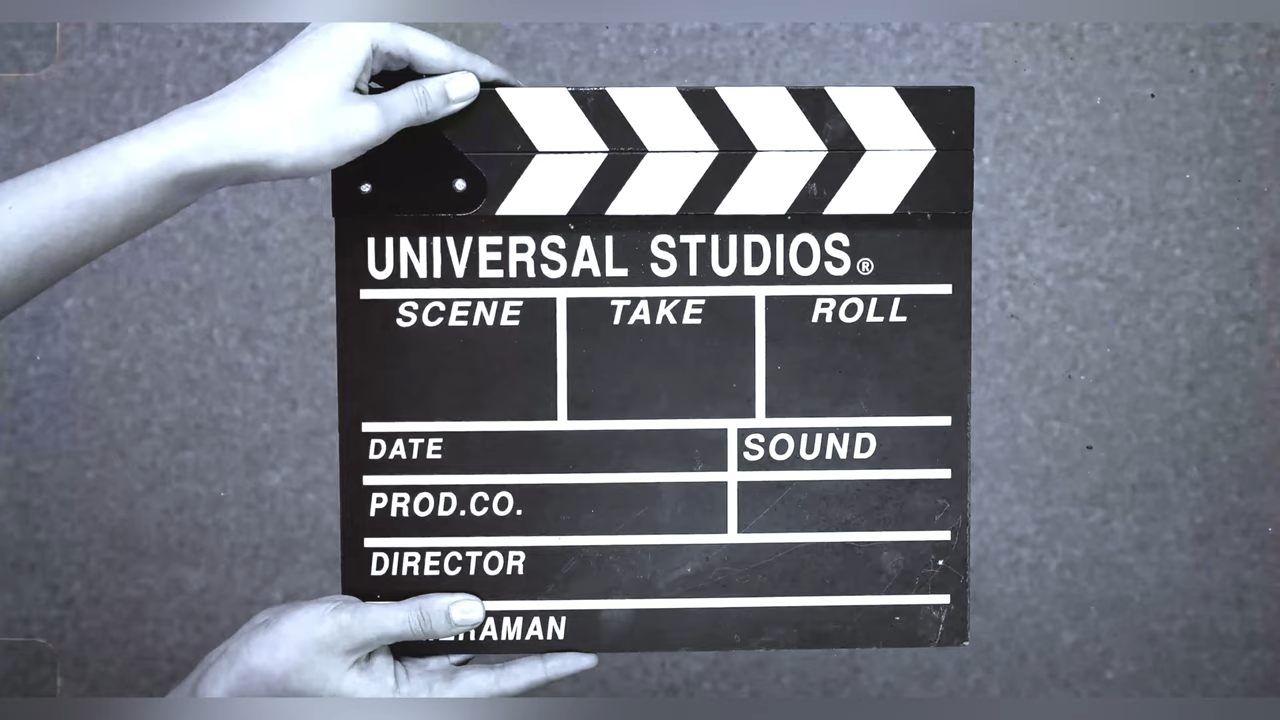 UNIVERSAL STUDIOS®
SCENE TAKE ROLL
DATE SOUND
PROD.CO.
DIRECTOR